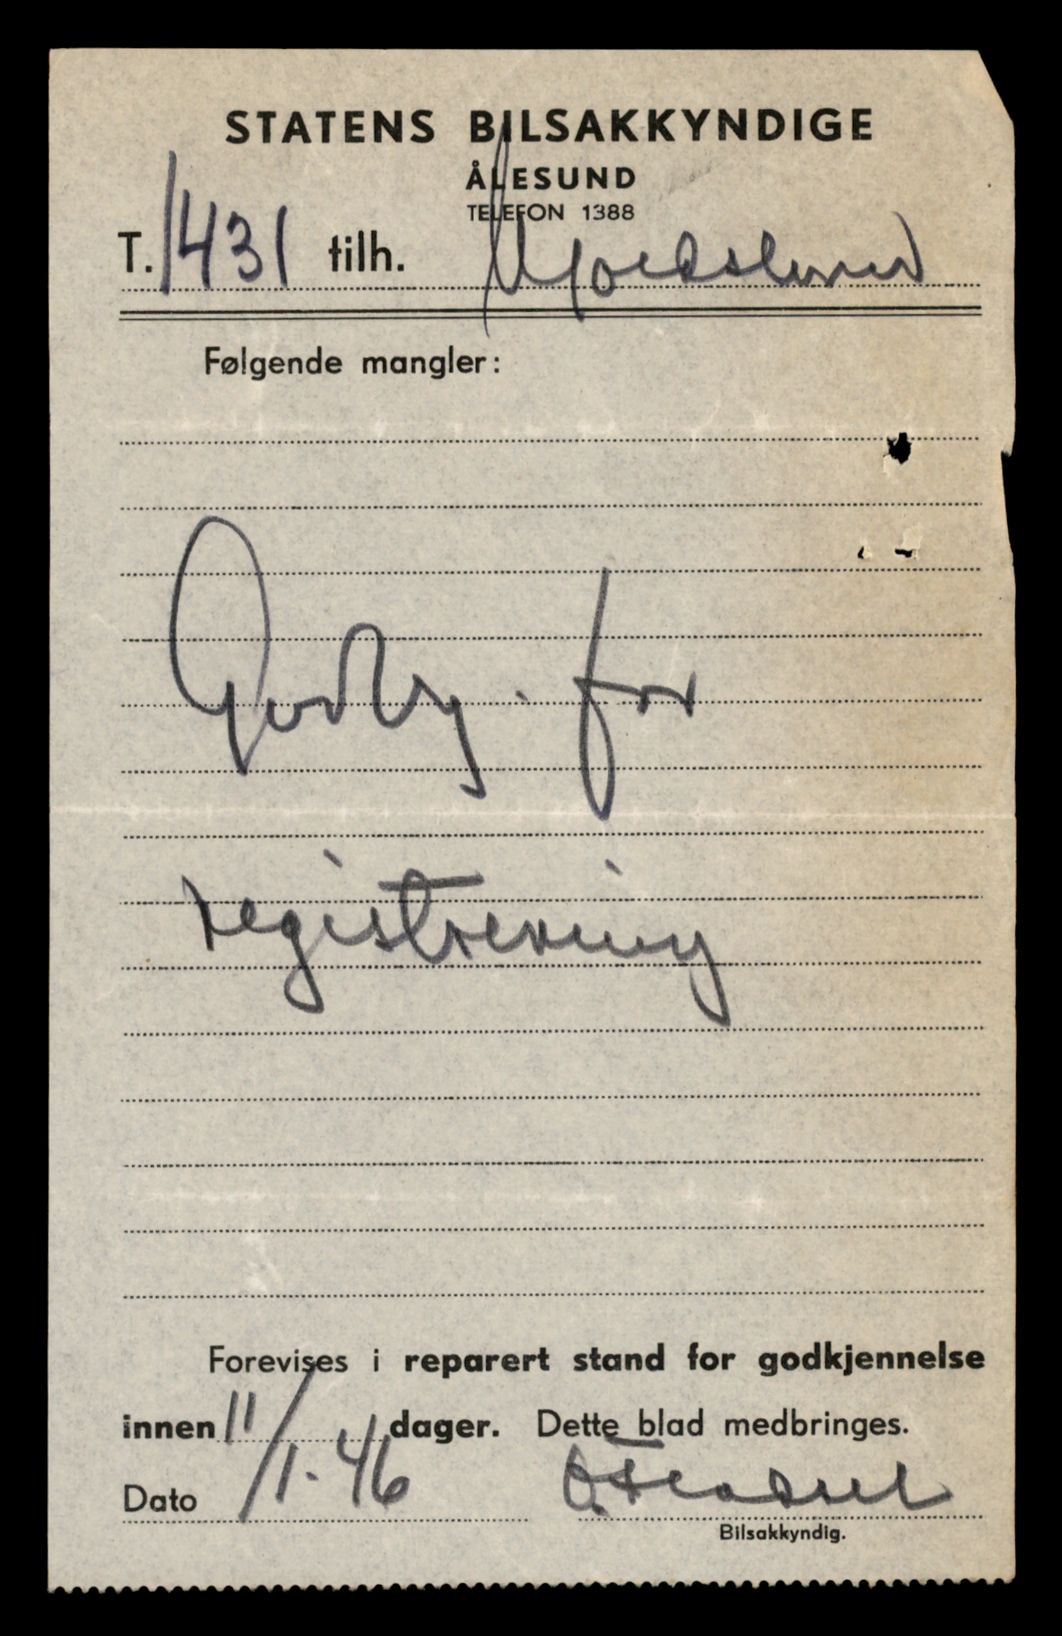 STATENS BILSAKKYNDIGE
ÅLESUND
TELEFON 1388
T. 1431 tilh.
Følgende mangler:
Godkj. for
registrering
Forevises i reparert stand for godkjennelse
innen dager. Dette blad medbringes.
Dato 11/1-46
Bilsakkyndig.